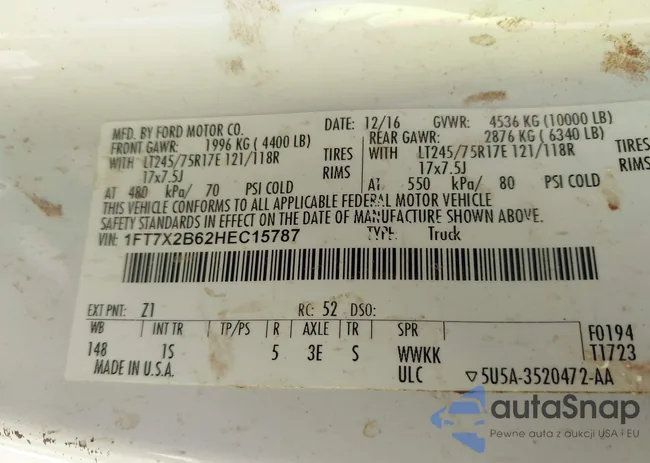 MFD. BY FORD MOTOR CO.
DATE: 12/16 GVWR: 4536 KG (10000 LB)
FRONT GAWR: 1996 KG ( 4400 LB) REAR GAWR: 2876 KG ( 6340 LB)
WITH LT245/75R17E 121/118R TIRES WITH LT245/75R17E 121/118R TIRES
17x7.5J RIMS 17x7.5J RIMS
AT 480 kPa/ 70 PSI COLD AT 550 kPa/ 80 PSI COLD
THIS VEHICLE CONFORMS TO ALL APPLICABLE FEDERAL MOTOR VEHICLE
SAFETY STANDARDS IN EFFECT ON THE DATE OF MANUFACTURE SHOWN ABOVE.
VIN: 1FT7X2B62HEC15787 TYPE: Truck
EXT PNT: Z1 RC: 52 DSO:
WB INT TR TP/PS R AXLE TR SPR F0194
148 1S 5 3E S WWKK T1723
MADE IN U.S.A. ULC ▽5U5A-3520472-AA
autaSnap
Pewne auta z aukcji USA i EU